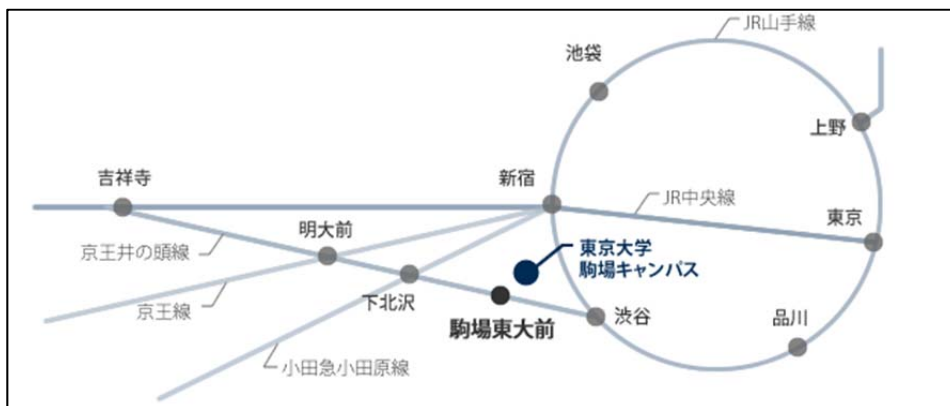 JR山手線
池袋
上野
吉祥寺
新宿
JR中央線
明大前
東京
京王井の頭線
東京大学
駒場キャンパス
京王線
下北沢
駒場東大前
渋谷
品川
小田急小田原線